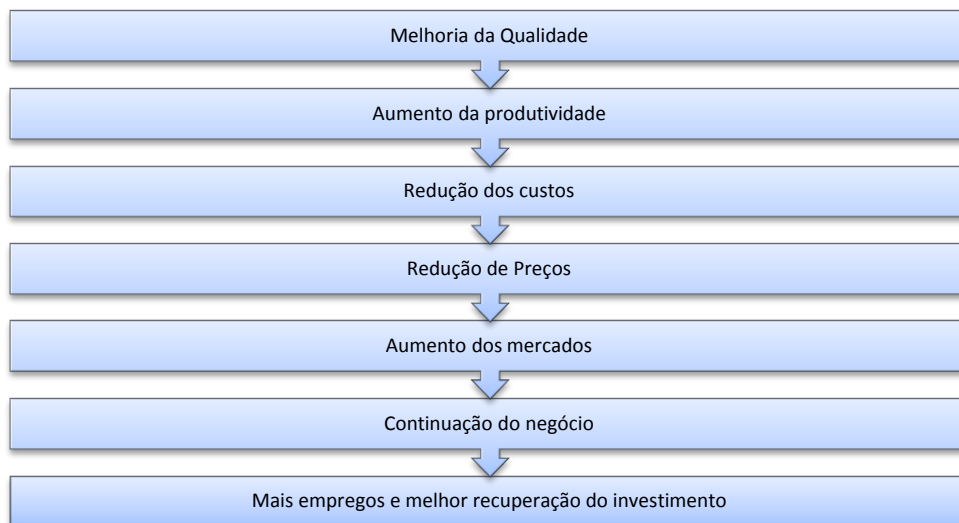 Melhoria da Qualidade
Aumento da produtividade
Redução dos custos
Redução de Preços
Aumento dos mercados
Continuação do negócio
Mais empregos e melhor recuperação do investimento